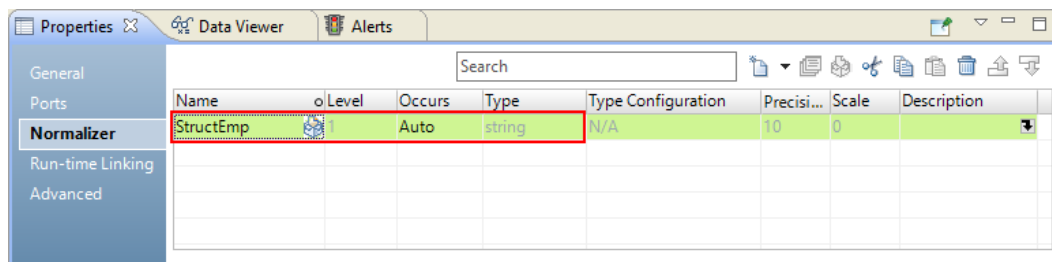 Properties Data Viewer Alerts
Search
General
Ports
Normalizer
Run-time Linking
Advanced
Name Level Occurs Type Type Configuration Precisi... Scale Description
StructEmp 1 Auto string N/A 10 0